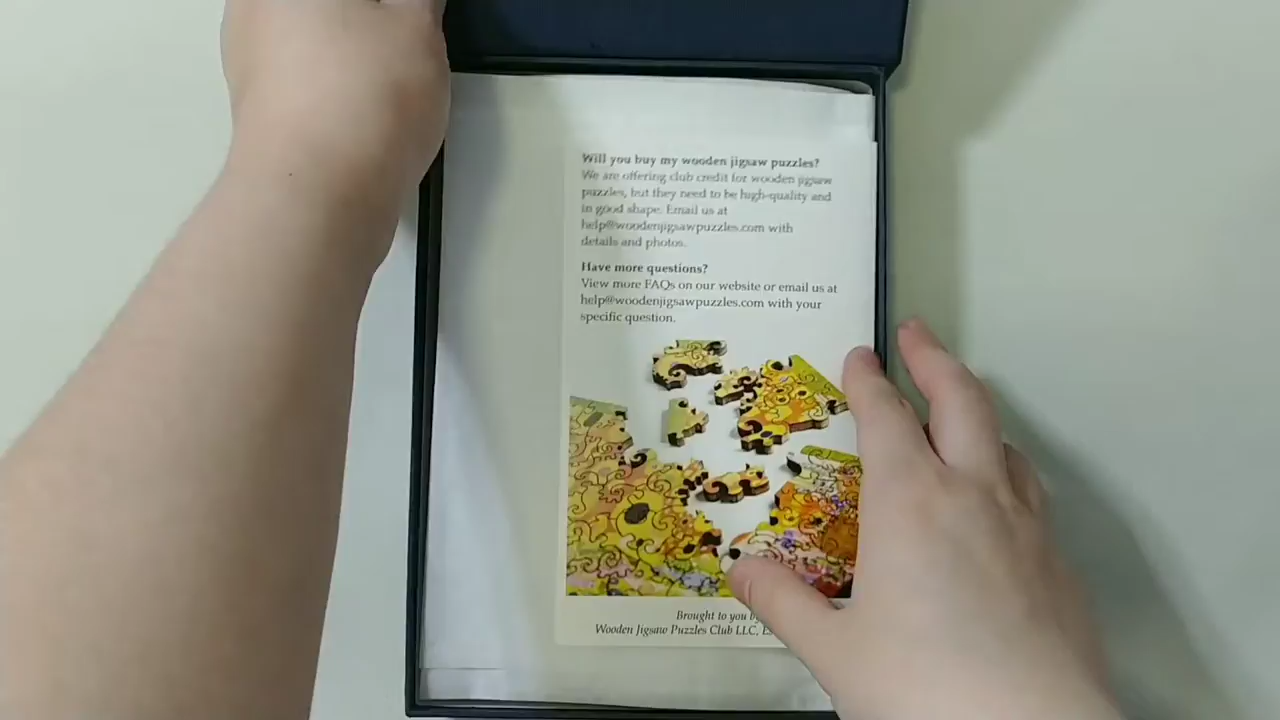 Will you buy my wooden jigsaw puzzles?
We are offering club credit for wooden jigsaw
puzzles, but they need to be high-quality and
in good shape. Email us at
help@woodenjigsawpuzzles.com with
details and photos.
Have more questions?
View more FAQs on our website or email us at
help@woodenjigsawpuzzles.com with your
specific question.
Brought to you
Wooden Jigsaw Puzzles Club LLC,